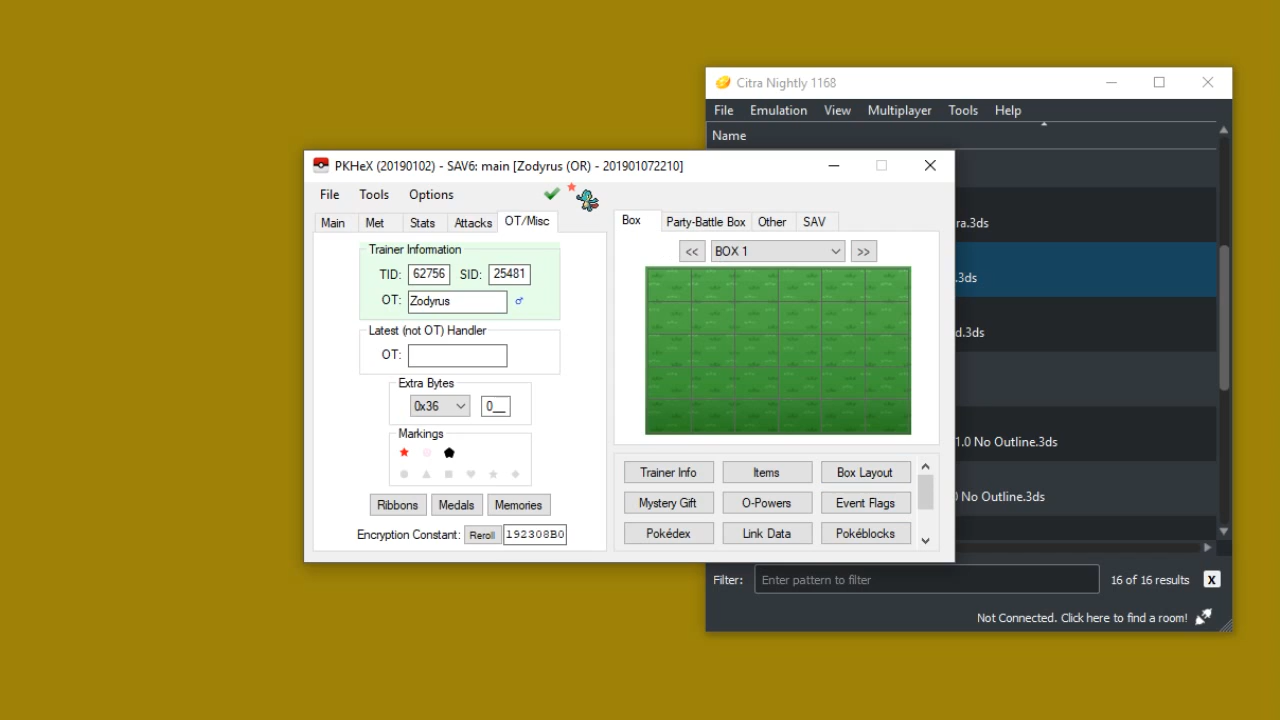 Citra Nightly 1168
File Emulation View Multiplayer Tools Help
Name
PKHeX (20190102) - SAV6: main [Zodyrus (OR) - 201901072210]
File Tools Options
Main Met Stats Attacks OT/Misc
Trainer Information
TID: 62756 SID: 25481
OT: Zodyrus ♂
Latest (not OT) Handler
OT:
Extra Bytes
0x36 0__
Markings
Ribbons Medals Memories
Encryption Constant: Reroll 192308B0
Box Party-Battle Box Other SAV
<< BOX 1 >>
Trainer Info Items Box Layout
Mystery Gift O-Powers Event Flags
Pokédex Link Data Pokéblocks
ra.3ds
.3ds
d.3ds
1.0 No Outline.3ds
0 No Outline.3ds
Filter: Enter pattern to filter 16 of 16 results X
Not Connected. Click here to find a room!